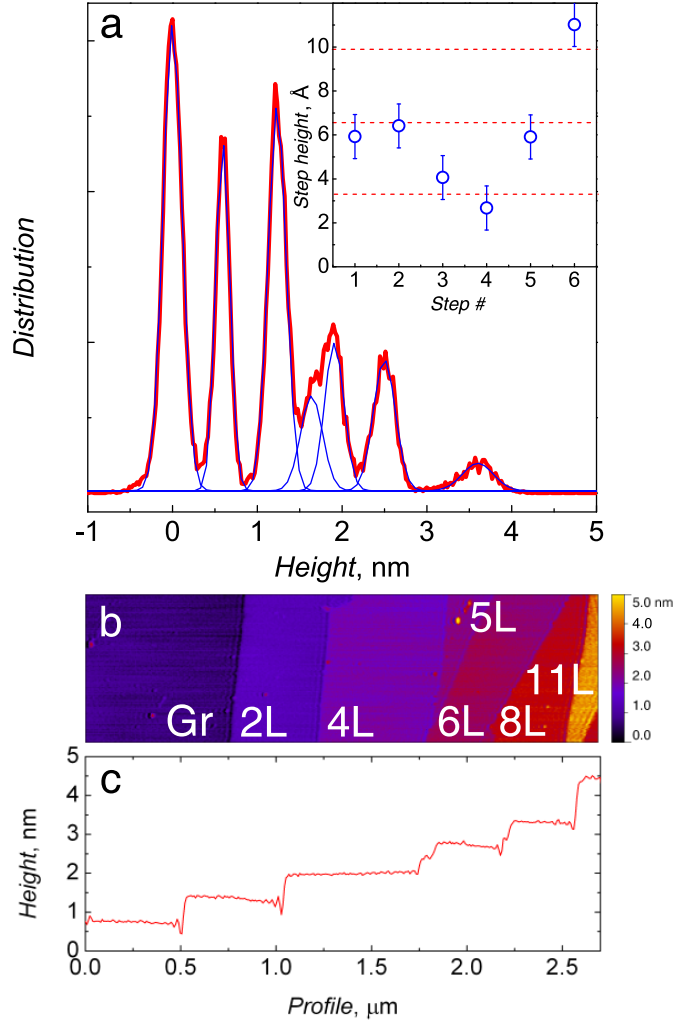 a
Distribution
Step height, Å
10
8
6
4
2
0
1 2 3 4 5 6
Step #
-1 0 1 2 3 4 5
Height, nm
b
Gr 2L 4L 6L 5L 8L 11L
5.0 nm
4.0
3.0
2.0
1.0
0.0
c
Height, nm
5
4
3
2
1
0
0.0 0.5 1.0 1.5 2.0 2.5
Profile, μm